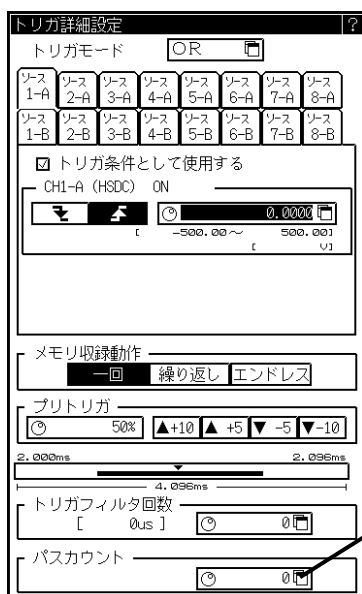 トリガ詳細設定 ?
トリガモード OR
ソース 1-A ソース 2-A ソース 3-A ソース 4-A ソース 5-A ソース 6-A ソース 7-A ソース 8-A
ソース 1-B ソース 2-B ソース 3-B ソース 4-B ソース 5-B ソース 6-B ソース 7-B ソース 8-B
トリガ条件として使用する
CH1-A (HSDC) ON
0.0000
[ -500.00～ 500.00]
[ V]
メモリ収録動作
一回 繰り返し エンドレス
プリトリガ
50% ▲+10 ▲ +5 ▼ -5 ▼-10
2.000ms 2.096ms
4.096ms
トリガフィルタ回数
[ 0us ] 0
パスカウント
0